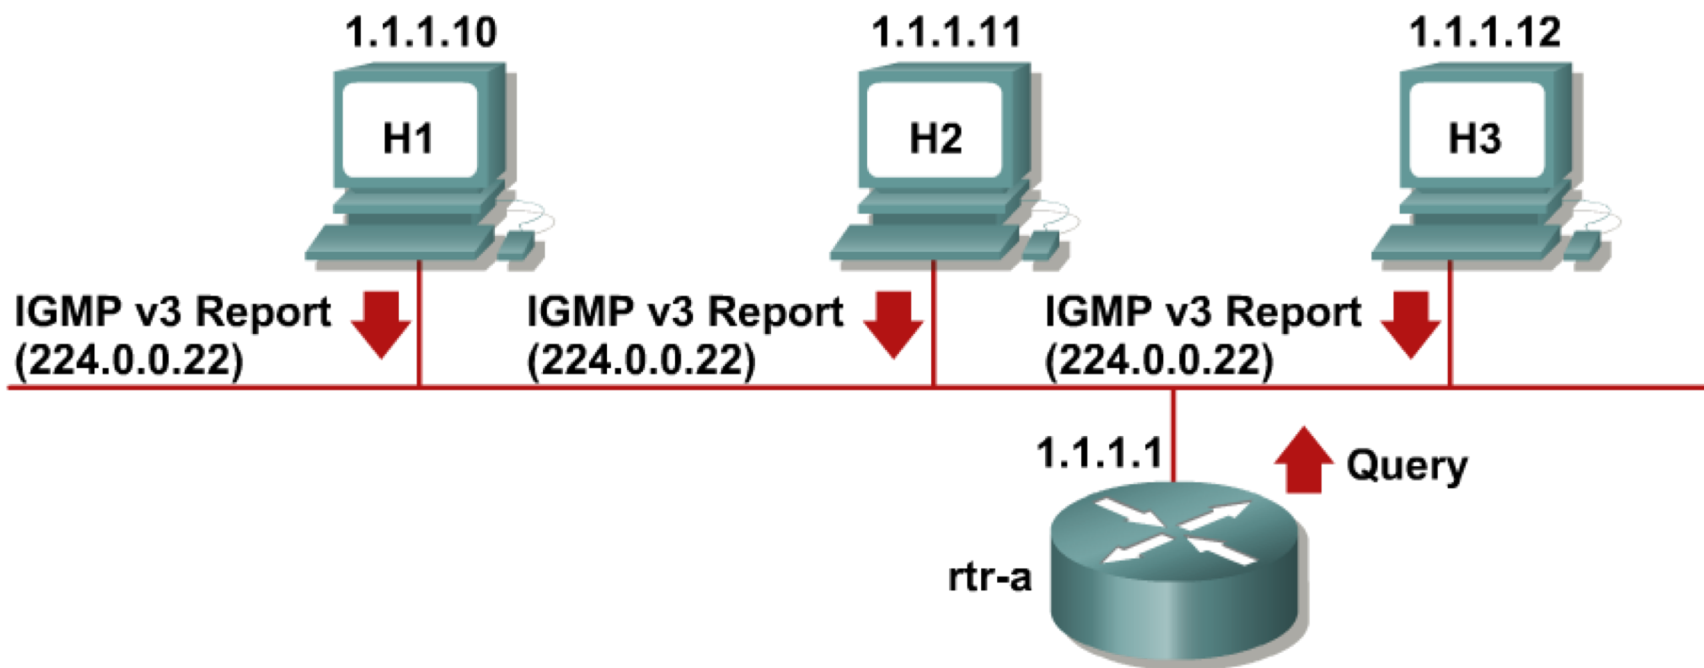 1.1.1.10
1.1.1.11
1.1.1.12
H1
H2
H3
IGMP v3 Report
(224.0.0.22)
IGMP v3 Report
(224.0.0.22)
IGMP v3 Report
(224.0.0.22)
1.1.1.1
Query
rtr-a